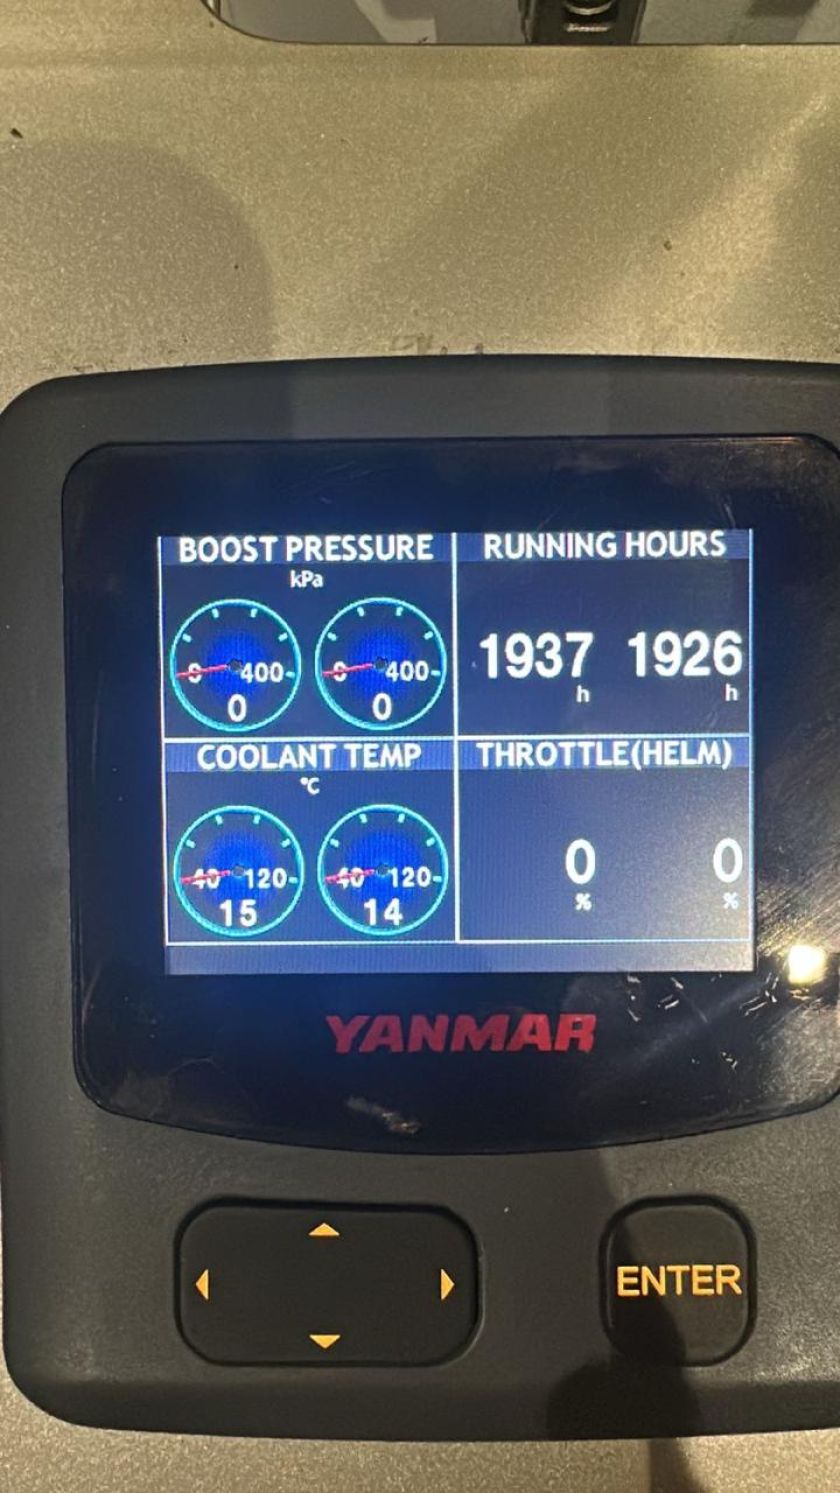 BOOST PRESSURE
kPa
0 400
0
0 400
0
RUNNING HOURS
1937 h
1926 h
COOLANT TEMP
°C
40 120
15
40 120
14
THROTTLE(HELM)
0 %
0 %
YANMAR
ENTER